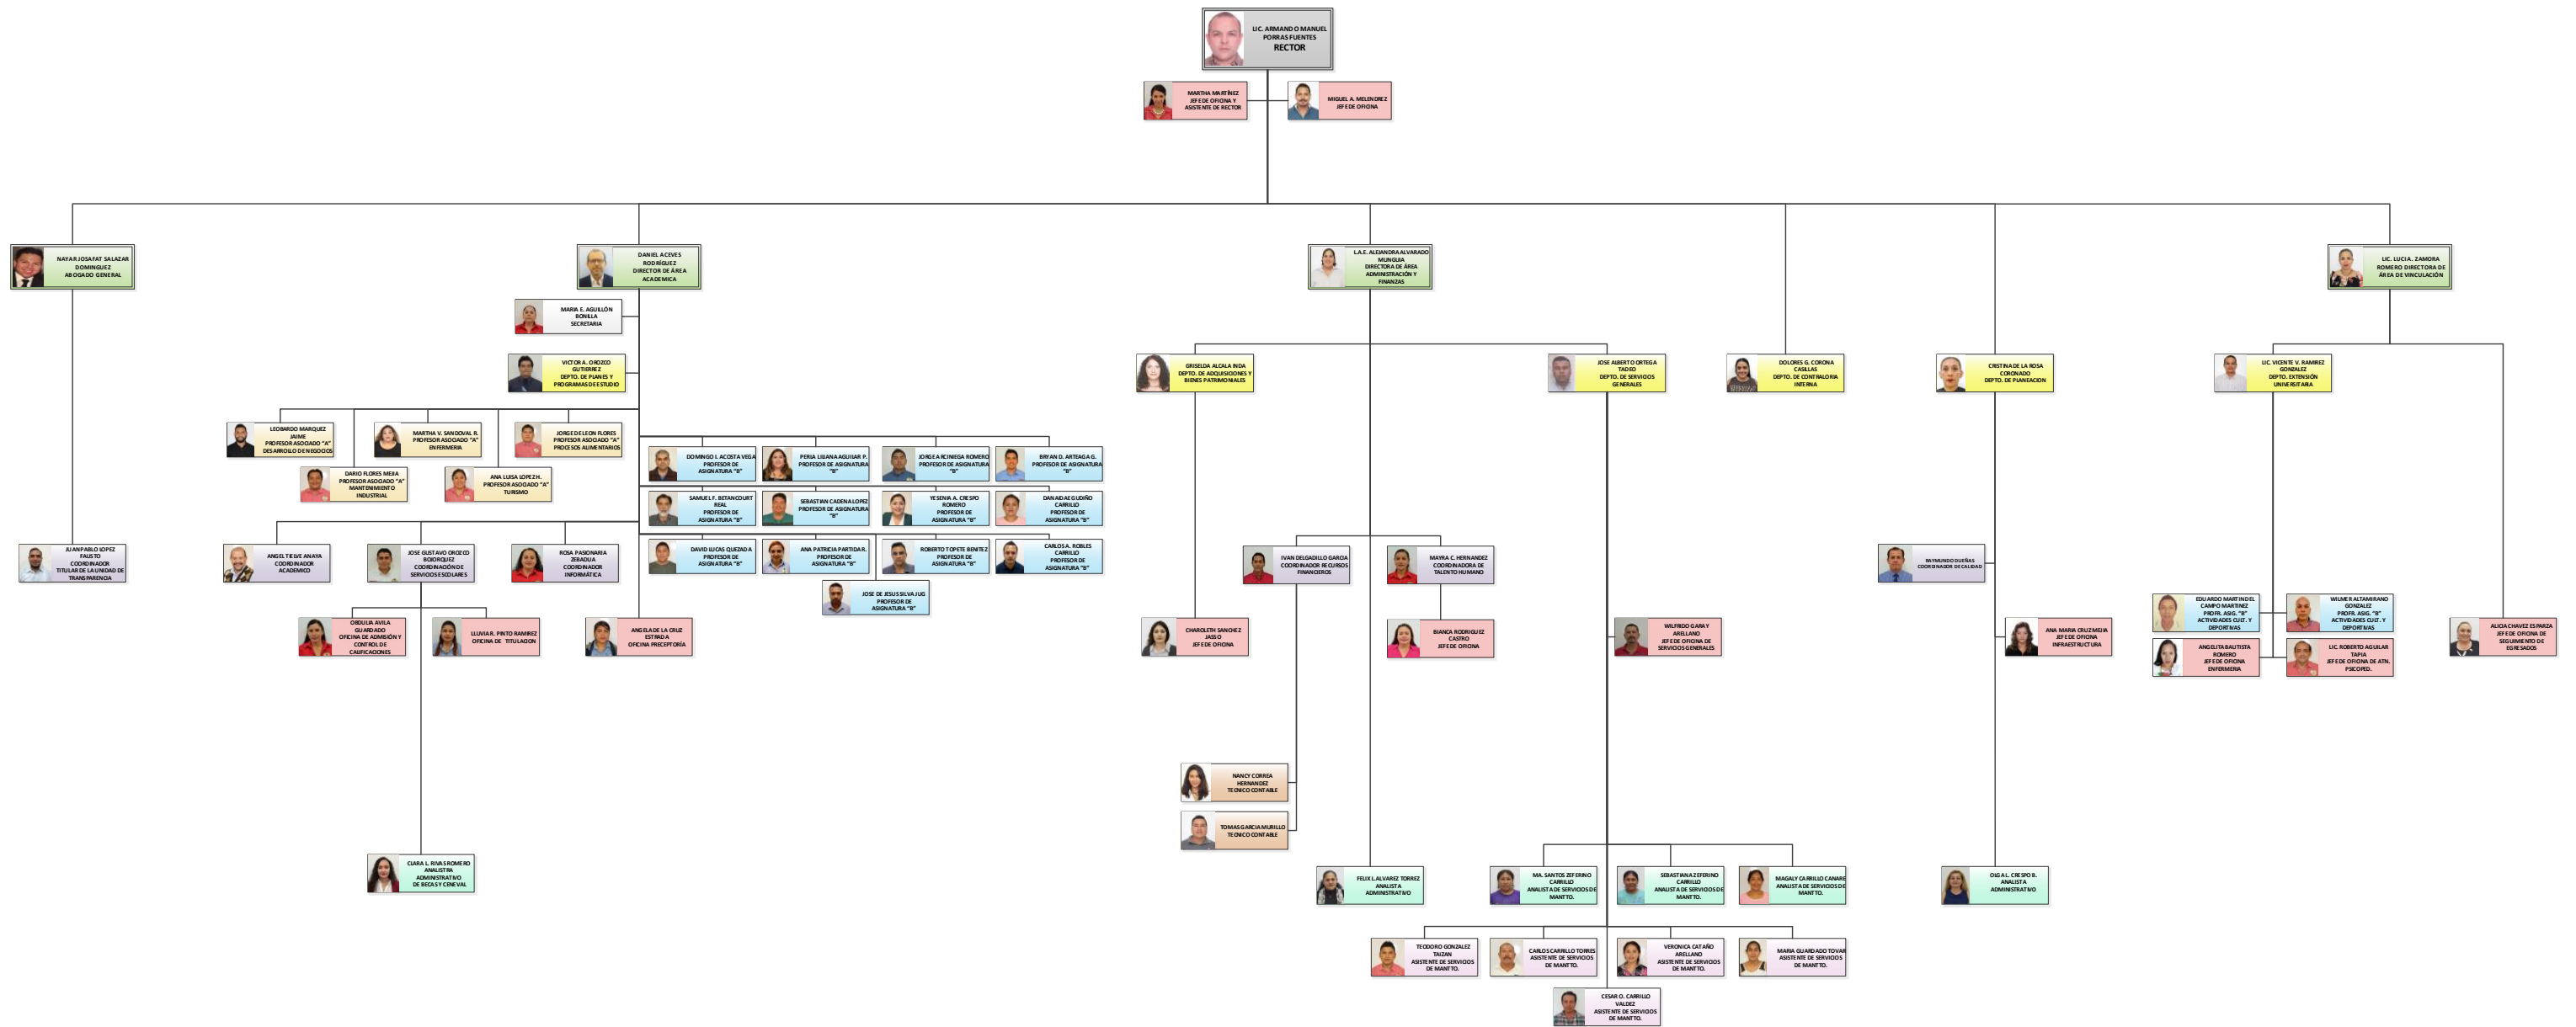 LIC. ARMANDO MANUEL
PORRAS FUENTES
RECTOR
MARTHA MARTÍNEZ
JEFE DE OFICINA Y
ASISTENTE DE RECTOR
MIGUEL A. MELENDREZ
JEFE DE OFICINA
NAYAR JOSAFAT SALAZAR
DOMINGUEZ
ABOGADO GENERAL
DANIEL ACEVES
RODRÍGUEZ
DIRECTOR DE ÁREA
ACADEMICA
L.A.E. ALEJANDRA ALVARADO
MUNGUIA
DIRECTORA DE ÁREA
ADMINISTRACIÓN Y
FINANZAS
LIC. LUCIA . ZAMORA
ROMERO DIRECTORA DE
ÁREA DE VINCULACIÓN
MARIA E. AGUILLÓN
BONILLA
SECRETARIA
VICTOR A. OROZCO
GUTIERREZ
DEPTO. DE PLANES Y
PROGRAMAS DE ESTUDIO
GRISELDA ALCALA INDA
DEPTO. DE ADQUISICIONES Y
BIENES PATRIMONIALES
JOSE ALBERTO ORTEGA
TADEO
DEPTO. DE SERVICIOS
GENERALES
DOLORES G. CORONA
CASILLAS
DEPTO. DE CONTRALORIA
INTERNA
CRISTINA DE LA ROSA
CORONADO
DEPTO. DE PLANEACION
LIC. VICENTE V. RAMIREZ
GONZALEZ
DEPTO. EXTENSIÓN
UNIVERSITARIA
LEOBARDO MARQUEZ
JAIME
PROFESOR ASOCIADO "A"
DESARROLLO DE NEGOCIOS
MARTHA V. SANDOVAL R.
PROFESOR ASOCIADO "A"
ENFERMERIA
JORGE DE LEON FLORES
PROFESOR ASOCIADO "A"
PROCESOS ALIMENTARIOS
DARIO FLORES MEJIA
PROFESOR ASOCIADO "A"
MANTENIMIENTO
INDUSTRIAL
ANA LUISA LOPEZ H.
PROFESOR ASOCIADO "A"
TURISMO
DOMINGO I. ACOSTA VEGA
PROFESOR DE
ASIGNATURA "B"
PERLA LILIANA AGUILAR P.
PROFESOR DE ASIGNATURA
"B"
JORGE ARCINIEGA ROMERO
PROFESOR DE ASIGNATURA
"B"
BRYAN D. ARTEAGA G.
PROFESOR DE ASIGNATURA
"B"
SAMUEL F. BETANCOURT
REAL
PROFESOR DE
ASIGNATURA "B"
SEBASTIAN CADENA LOPEZ
PROFESOR DE ASIGNATURA
"B"
YESENIA A. CRESPO
ROMERO
PROFESOR DE
ASIGNATURA "B"
DANAIDAE GUDIÑO
CARRILLO
PROFESOR DE
ASIGNATURA "B"
DAVID LUCAS QUEZADA
PROFESOR DE
ASIGNATURA "B"
ANA PATRICIA PARTIDA R.
PROFESOR DE
ASIGNATURA "B"
ROBERTO TOPETE BENITEZ
PROFESOR DE
ASIGNATURA "B"
CARLOS A. ROBLES
CARRILLO
PROFESOR DE
ASIGNATURA "B"
JOSE DE JESUS SILVA JUG
PROFESOR DE
ASIGNATURA "B"
JUAN PABLO LOPEZ
FAUSTO
COORDINADOR
TITULAR DE LA UNIDAD DE
TRANSPARENCIA
ANGEL TIELVE ANAYA
COORDINADOR
ACADEMICO
JOSE GUSTAVO OROZCO
BOJORQUEZ
COORDINACIÓN DE
SERVICIOS ESCOLARES
ROSA PASIONARIA
ZEBADUA
COORDINADOR
INFORMÁTICA
IVAN DELGADILLO GARCIA
COORDINADOR RECURSOS
FINANCIEROS
MAYRA C. HERNANDEZ
COORDINADORA DE
TALENTO HUMANO
RAYMUNDO DUEÑAS
COORDINADOR DE CALIDAD
OBDULIA AVILA
GUARDADO
OFICINA DE ADMISIÓN Y
CONTROL DE
CALIFICACIONES
LLUVIA R. PINTO RAMIREZ
OFICINA DE TITULACION
ANGELA DE LA CRUZ
ESTRADA
OFICINA PRECEPTORÍA
CHAROLETH SANCHEZ
JASSO
JEFE DE OFICINA
BIANCA RODRIGUEZ
CASTRO
JEFE DE OFICINA
WILFRIDO GARAY
ARELLANO
JEFE DE OFICINA DE
SERVICIOS GENERALES
ANA MARIA CRUZ MEJIA
JEFE DE OFICINA
INFRAESTRUCTURA
EDUARDO MARTIN DEL
CAMPO MARTINEZ
PROFR. ASIG. "B"
ACTIVIDADES CULT. Y
DEPORTIVAS
WILMER ALTAMIRANO
GONZALEZ
PROFR. ASIG. "B"
ACTIVIDADES CULT. Y
DEPORTIVAS
ANGELITA BAUTISTA
ROMERO
JEFE DE OFICINA
ENFERMERIA
LIC. ROBERTO AGUILAR
TAPIA
JEFE DE OFICINA DE ATN.
PSICOPED.
ALICIA CHAVEZ ESPARZA
JEFE DE OFICINA DE
SEGUIMIENTO DE
EGRESADOS
NANCY CORREA
HERNANDEZ
TECNICO CONTABLE
TOMAS GARCIA MURILLO
TECNICO CONTABLE
CLARA L. RIVAS ROMERO
ANALISTRA
ADMINISTRATIVO
DE BECAS Y CENEVAL
FELIX I. ALVAREZ TORREZ
ANALISTA
ADMINISTRATIVO
MA. SANTOS ZEFERINO
CARRILLO
ANALISTA DE SERVICIOS DE
MANTTO.
SEBASTIANA ZEFERINO
CARRILLO
ANALISTA DE SERVICIOS DE
MANTTO.
MAGALY CARRILLO CANARE
ANALISTA DE SERVICIOS DE
MANTTO.
OLGA L. CRESPO B.
ANALISTA
ADMINISTRATIVO
TEODORO GONZALEZ
TAIZAN
ASISTENTE DE SERVICIOS
DE MANTTO.
CARLOS CARRILLO TORRES
ASISTENTE DE SERVICIOS
DE MANTTO.
VERONICA CATAÑO
ARELLANO
ASISTENTE DE SERVICIOS
DE MANTTO.
MARIA GUARDADO TOVAR
ASISTENTE DE SERVICIOS
DE MANTTO.
CESAR O. CARRILLO
VALDEZ
ASISTENTE DE SERVICIOS
DE MANTTO.